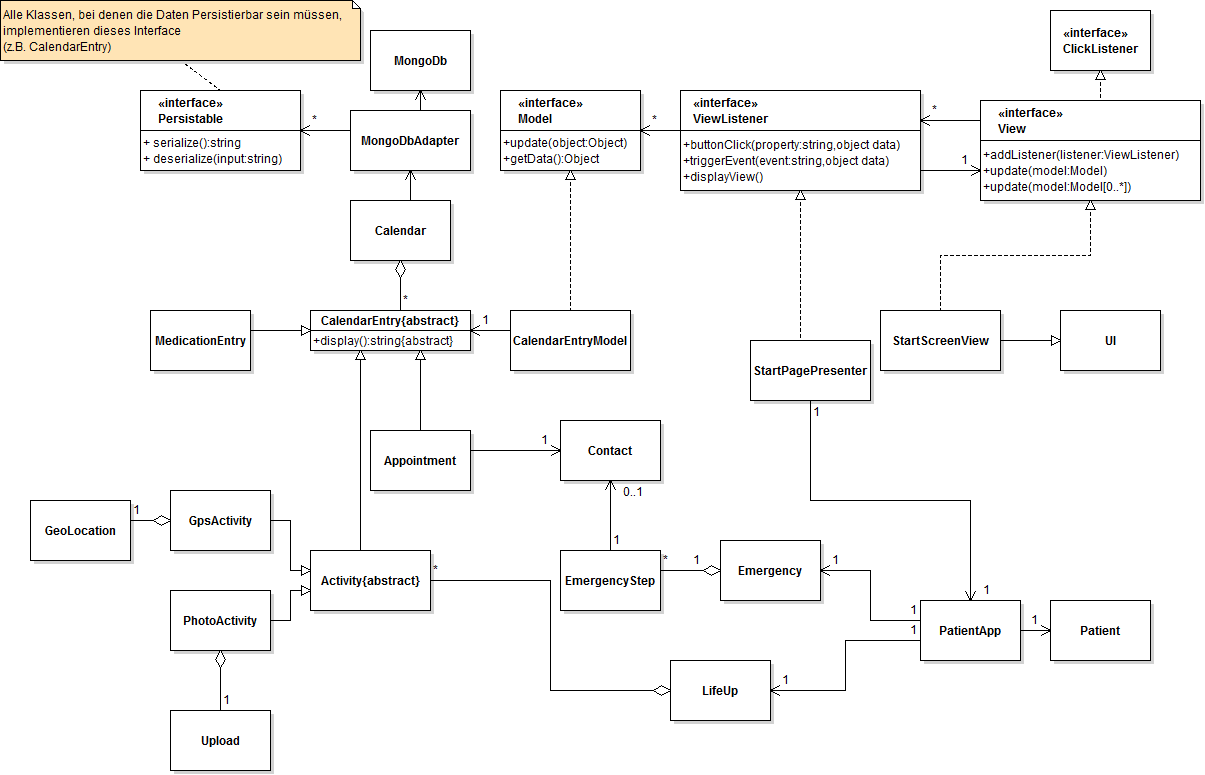 Alle Klassen, bei denen die Daten Persistierbar sein müssen,
implementieren dieses Interface
(z.B. CalendarEntry)
MongoDb
«interface»
ClickListener
«interface»
Persistable
+ serialize():string
+ deserialize(input:string)
*
MongoDbAdapter
«interface»
Model
+update(object:Object)
+getData():Object
*
«interface»
ViewListener
+buttonClick(property:string,object data)
+triggerEvent(event:string,object data)
+displayView()
*
1
«interface»
View
+addListener(listener:ViewListener)
+update(model:Model)
+update(model:Model[0..*])
Calendar
*
MedicationEntry
CalendarEntry{abstract}
+display():string{abstract}
1
CalendarEntryModel
StartPagePresenter
1
StartScreenView
UI
Appointment
1
Contact
0..1
GeoLocation
1
GpsActivity
Activity{abstract}
*
1
EmergencyStep
*
1
Emergency
1
PhotoActivity
1
Upload
LifeUp
1
1
1
1
PatientApp
1
Patient